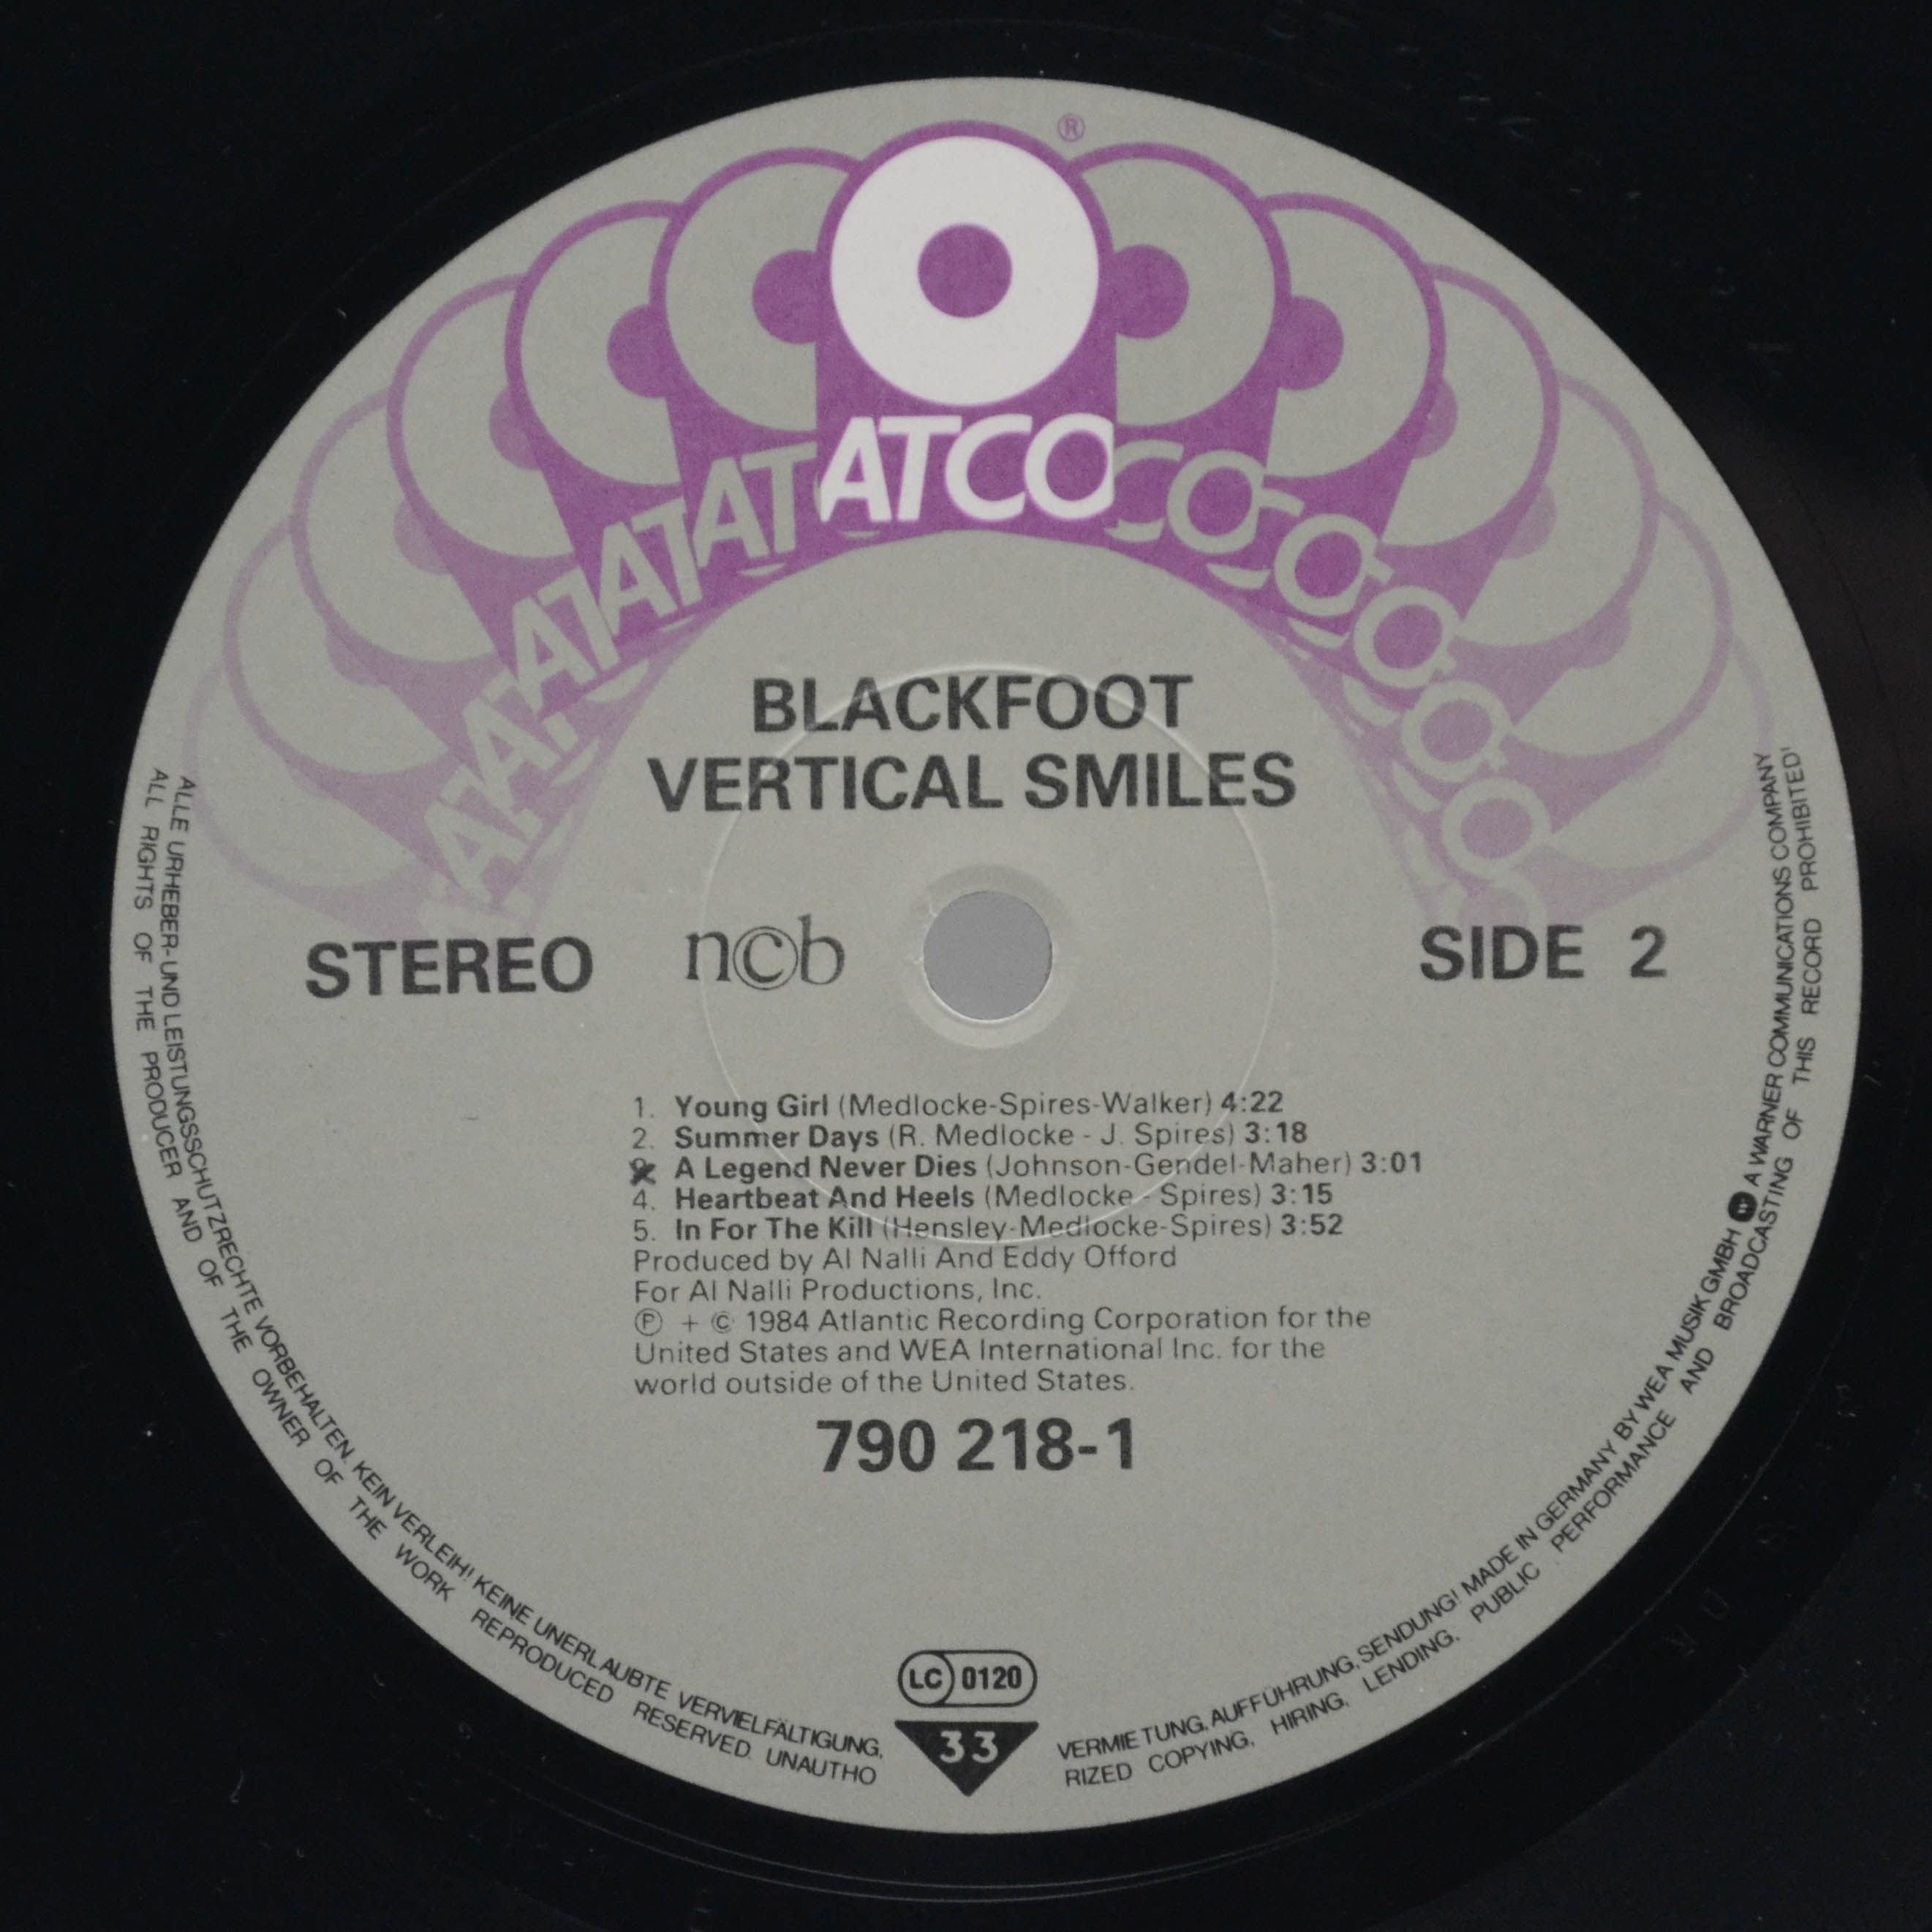 ®
ATCO
BLACKFOOT
VERTICAL SMILES
STEREO n©b SIDE 2
1. Young Girl (Medlocke-Spires-Walker) 4:22
2. Summer Days (R. Medlocke - J. Spires) 3:18
A Legend Never Dies (Johnson-Gendel-Maher) 3:01
4. Heartbeat And Heels (Medlocke - Spires) 3:15
5. In For The Kill (Hensley-Medlocke-Spires) 3:52
Produced by Al Nalli And Eddy Offord
For Al Nalli Productions, Inc.
℗ + © 1984 Atlantic Recording Corporation for the
United States and WEA International Inc. for the
world outside of the United States.
790 218-1
LC 0120
33
ALLE URHEBER- UND LEISTUNGSSCHUTZRECHTE VORBEHALTEN. KEIN VERLEIH! KEINE UNERLAUBTE VERVIELFÄLTIGUNG, VERMIETUNG, AUFFÜHRUNG, SENDUNG! MADE IN GERMANY BY WEA MUSIK GMBH A WARNER COMMUNICATIONS COMPANY
ALL RIGHTS OF THE PRODUCER AND OF THE OWNER OF THE WORK REPRODUCED RESERVED. UNAUTHORIZED COPYING, HIRING, LENDING, PUBLIC PERFORMANCE AND BROADCASTING OF THIS RECORD PROHIBITED!